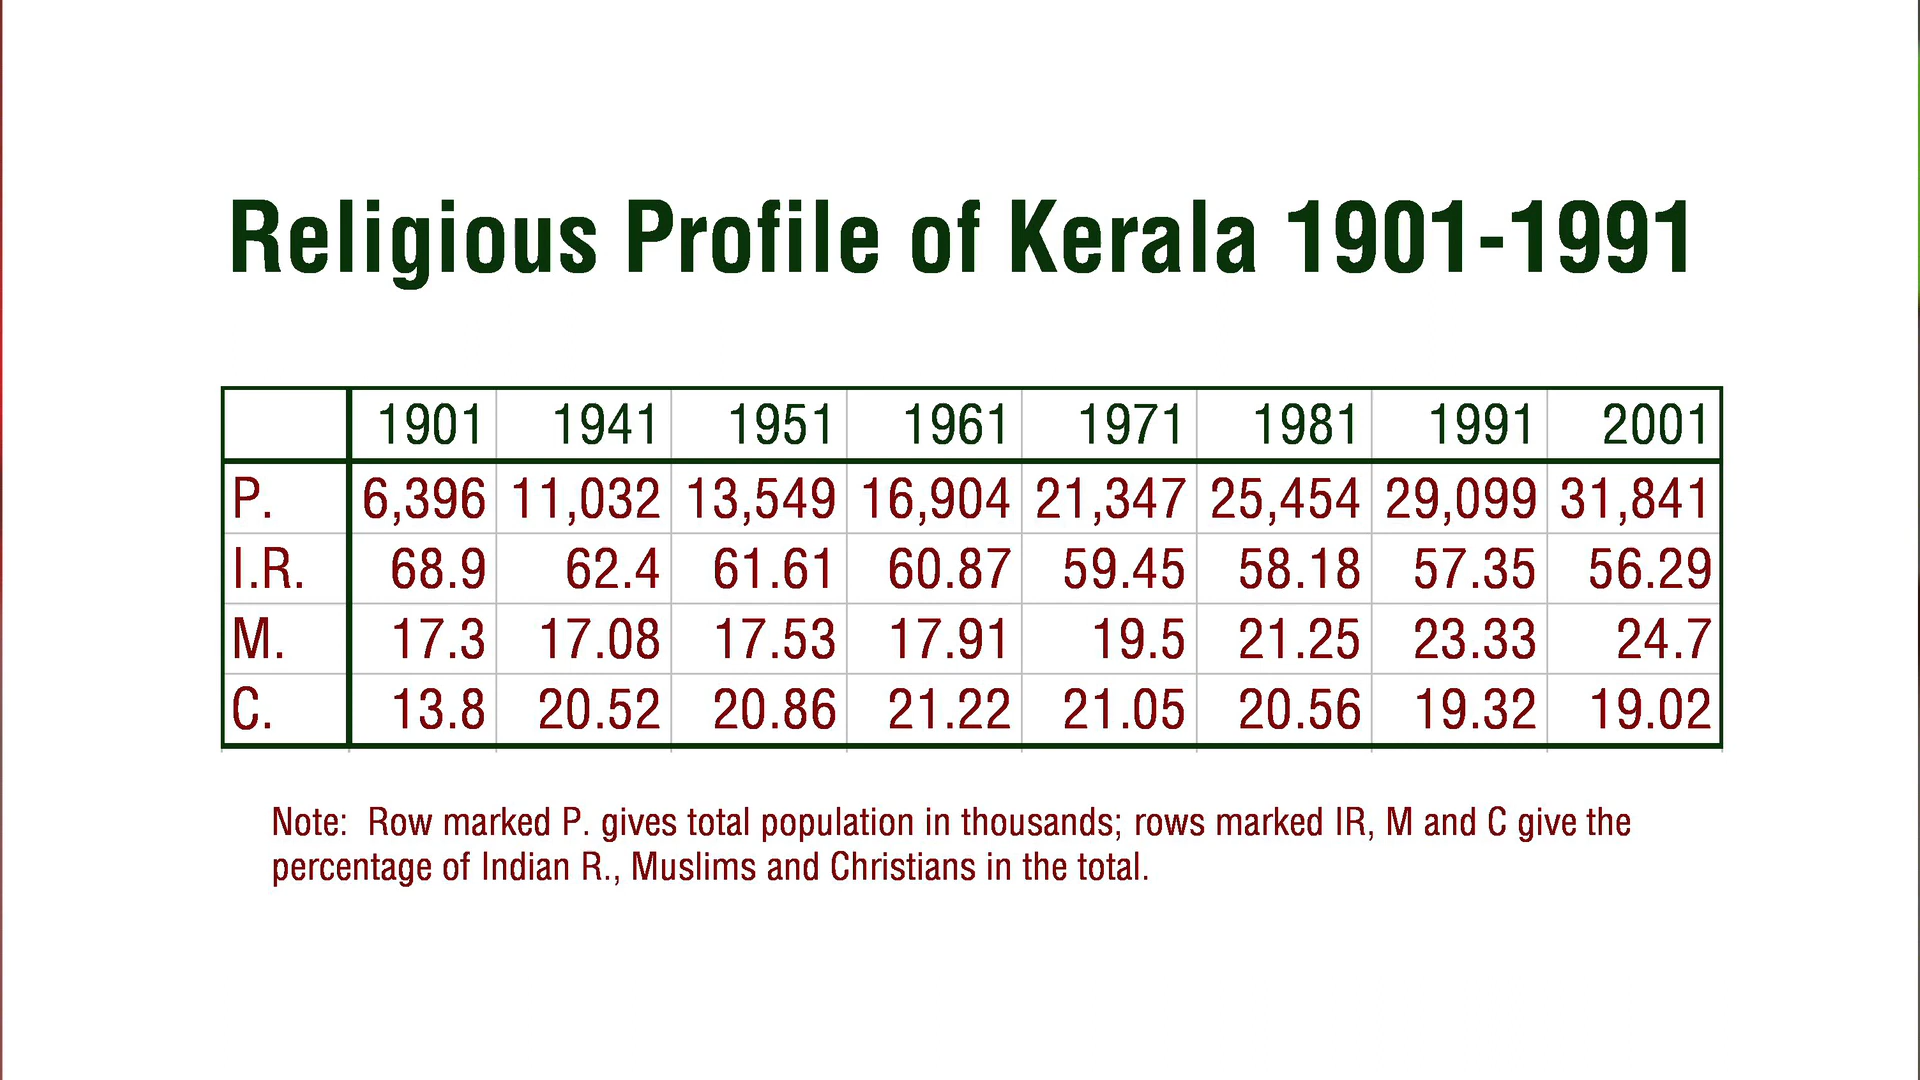 Religious Profile of Kerala 1901-1991
1901 1941 1951 1961 1971 1981 1991 2001
P. 6,396 11,032 13,549 16,904 21,347 25,454 29,099 31,841
I.R. 68.9 62.4 61.61 60.87 59.45 58.18 57.35 56.29
M. 17.3 17.08 17.53 17.91 19.5 21.25 23.33 24.7
C. 13.8 20.52 20.86 21.22 21.05 20.56 19.32 19.02
Note: Row marked P. gives total population in thousands; rows marked IR, M and C give the
percentage of Indian R., Muslims and Christians in the total.